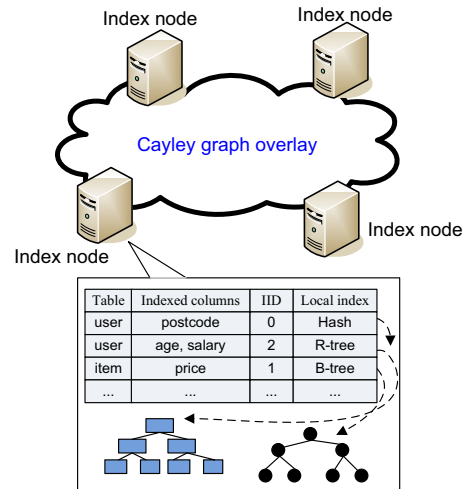 Index node
Index node
Cayley graph overlay
Index node
Index node
Table Indexed columns IID Local index
user postcode 0 Hash
user age, salary 2 R-tree
item price 1 B-tree
... ... ... ...